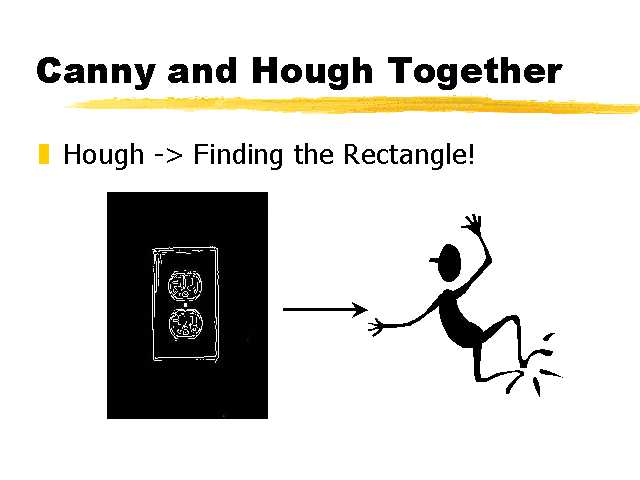 Canny and Hough Together
Hough -> Finding the Rectangle!